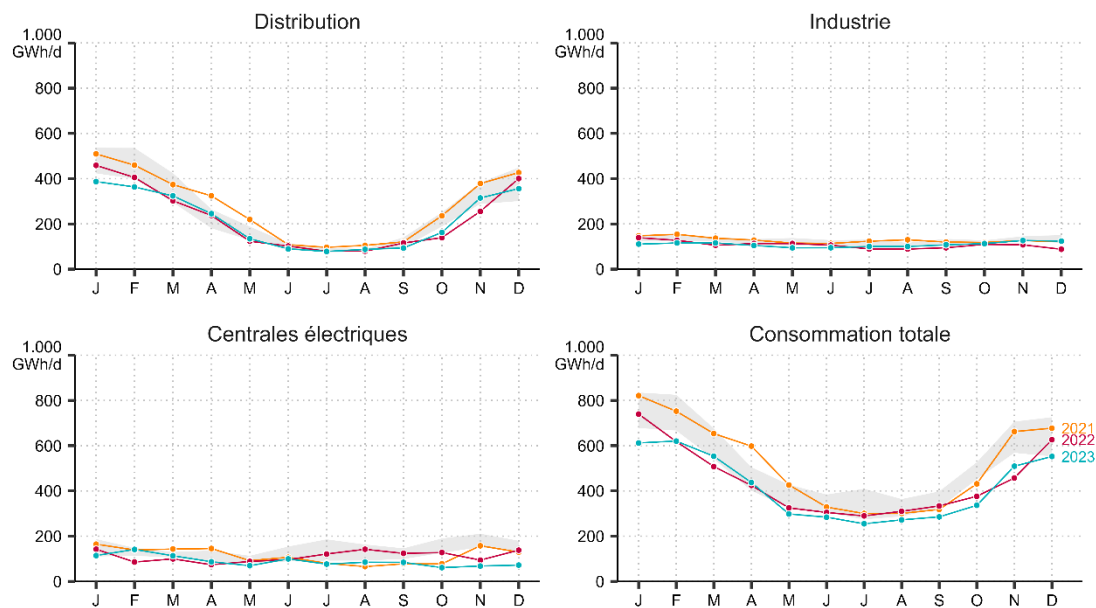 Distribution
1.000
GWh/d
800
600
400
200
0
J F M A M J J A S O N D
Industrie
1.000
GWh/d
800
600
400
200
0
J F M A M J J A S O N D
Centrales électriques
1.000
GWh/d
800
600
400
200
0
J F M A M J J A S O N D
Consommation totale
1.000
GWh/d
800
600
400
200
0
2021
2022
2023
J F M A M J J A S O N D